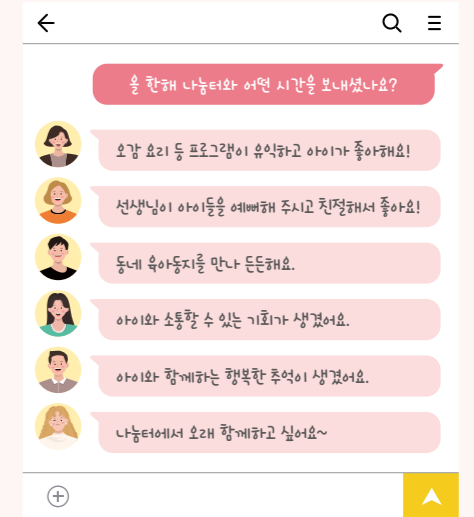 올 한해 나눔터와 어떤 시간을 보내셨나요?
오감 요리 등 프로그램이 유익하고 아이가 좋아해요!
선생님이 아이들을 예뻐해 주시고 친절해서 좋아요!
동네 육아동지를 만나 든든해요.
아이와 소통할 수 있는 기회가 생겼어요.
아이와 함께하는 행복한 추억이 생겼어요.
나눔터에서 오래 함께하고 싶어요~